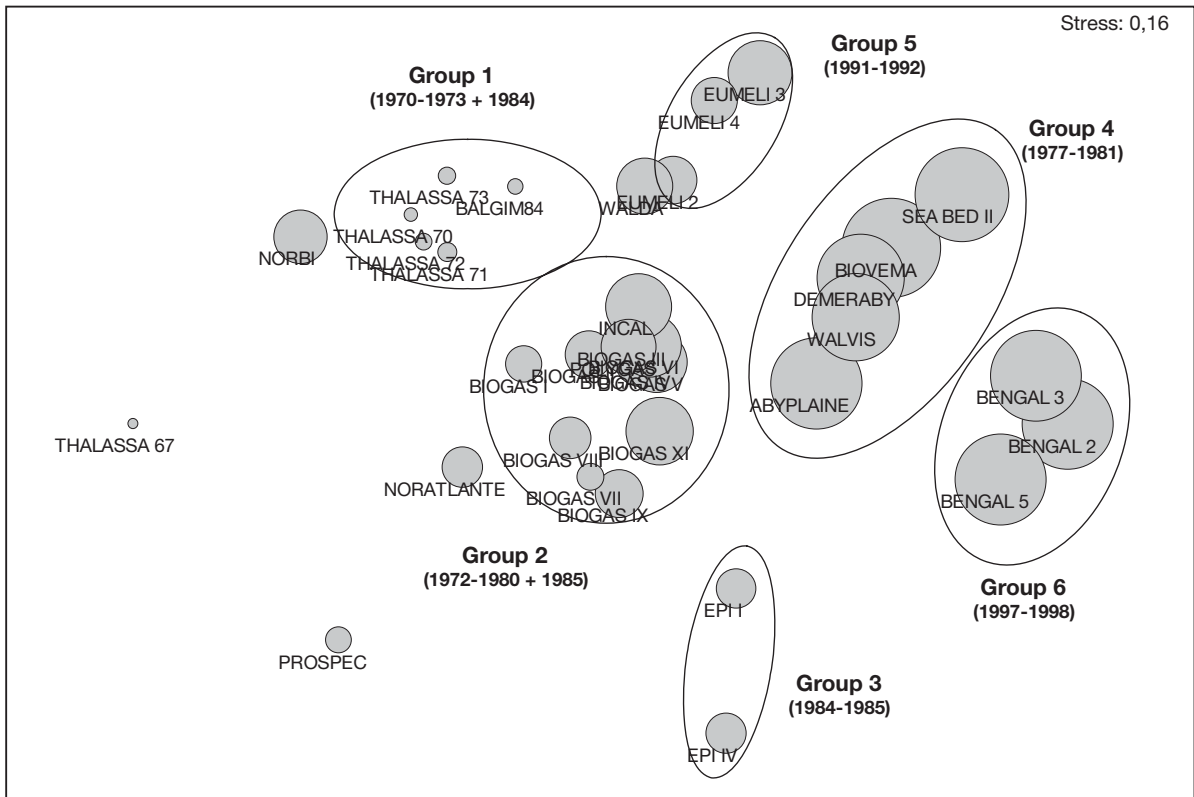 Stress: 0,16
Group 5
(1991-1992)
Group 1
(1970-1973 + 1984)
EUMELI 3
EUMELI 4
Group 4
(1977-1981)
THALASSA 73
BALGIM84
WALDA
EUMELI 2
SEA BED II
THALASSA 70
NORBI
THALASSA 72
THALASSA 71
BIOVEMA
DEMERABY
INCAL
WALVIS
BIOGAS III
BIOGAS VI
BIOGAS I
BIOGAS V
ABYPLAINE
BENGAL 3
THALASSA 67
BIOGAS XI
BENGAL 2
BIOGAS VIII
NORATLANTE
BIOGAS VII
BENGAL 5
BIOGAS IX
Group 2
(1972-1980 + 1985)
Group 6
(1997-1998)
EPI I
PROSPEC
Group 3
(1984-1985)
EPI IV